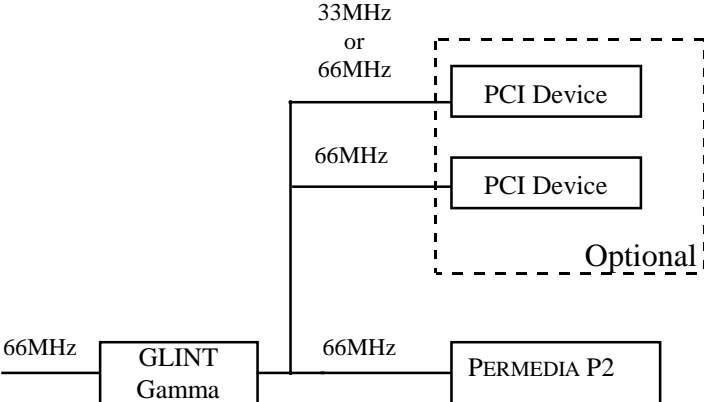 33MHz
or
66MHz
PCI Device
66MHz
PCI Device
Optional
66MHz
GLINT
Gamma
66MHz
PERMEDIA P2